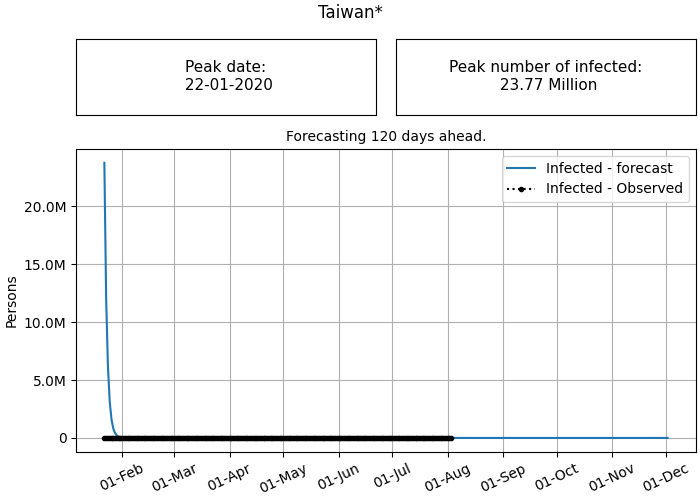 Taiwan*
Peak date:
22-01-2020
Peak number of infected:
23.77 Million
Forecasting 120 days ahead.
Infected - forecast
Infected - Observed
Persons
20.0M
15.0M
10.0M
5.0M
0
01-Feb
01-Mar
01-Apr
01-May
01-Jun
01-Jul
01-Aug
01-Sep
01-Oct
01-Nov
01-Dec